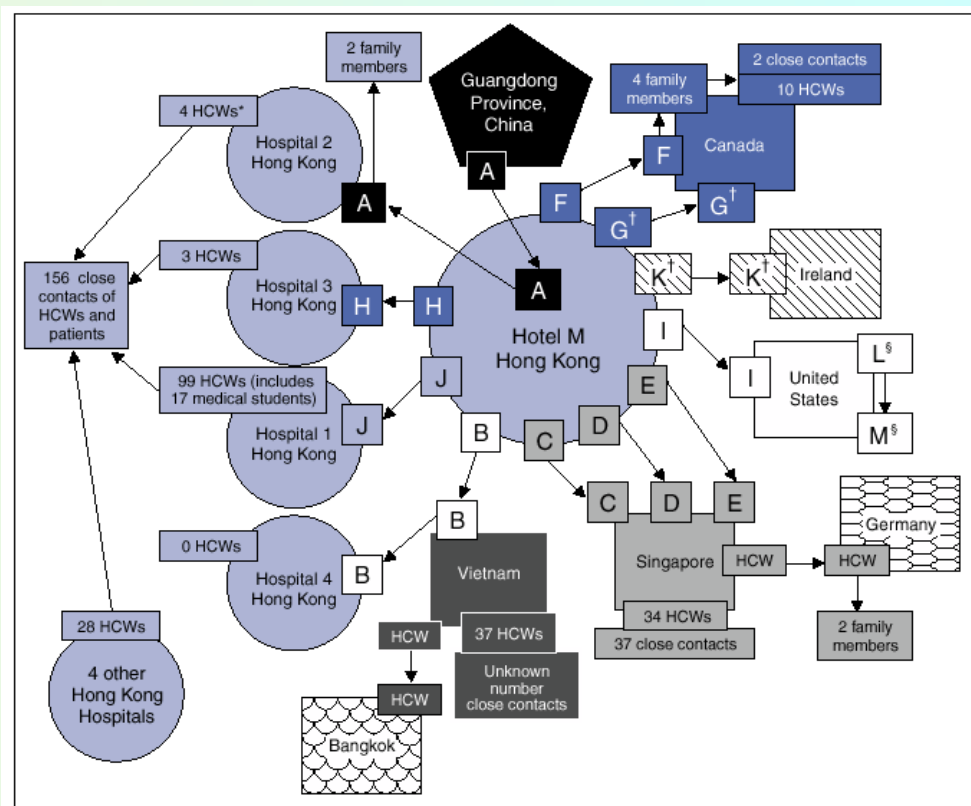 2 family
members
Guangdong
Province,
China
A
2 close contacts
10 HCWs
4 family
members
Canada
F
G†
4 HCWs*
Hospital 2
Hong Kong
A
F
G†
3 HCWs
Hospital 3
Hong Kong
H
H
A
Hotel M
Hong Kong
K†
K†
Ireland
156 close
contacts of
HCWs and
patients
I
I
United
States
L§
M§
99 HCWs (includes
17 medical students)
Hospital 1
Hong Kong
J
J
B
C
D
E
C
D
E
Singapore
HCW
34 HCWs
37 close contacts
Germany
HCW
2 family
members
0 HCWs
Hospital 4
Hong Kong
B
B
Vietnam
HCW
37 HCWs
Unknown
number
close contacts
HCW
Bangkok
28 HCWs
4 other
Hong Kong
Hospitals